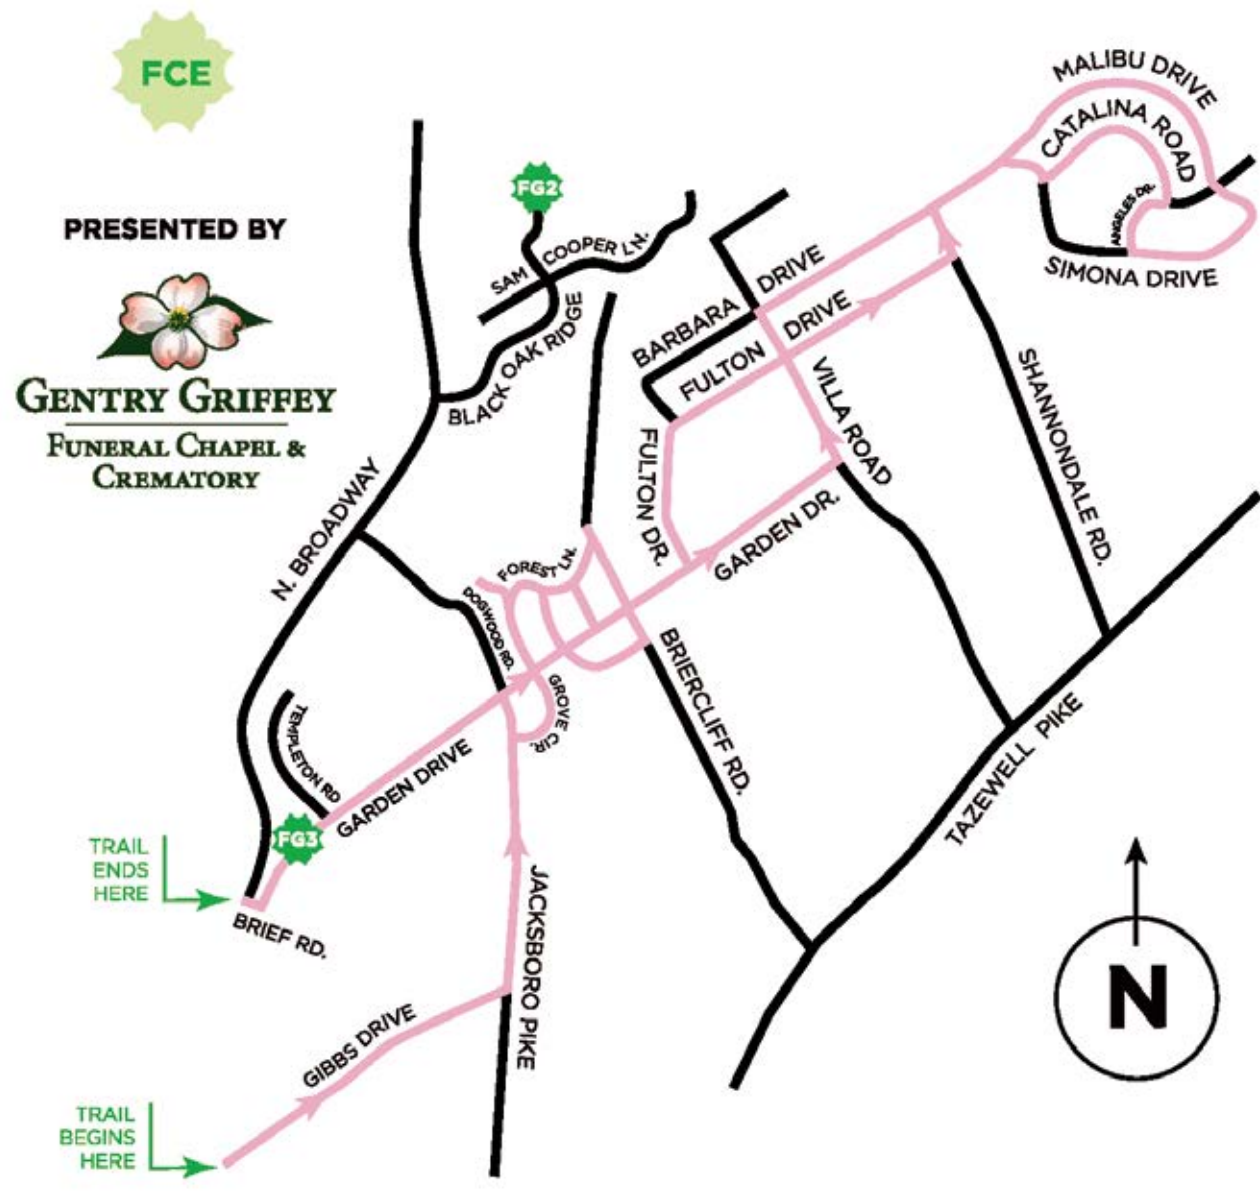 FCE
PRESENTED BY
GENTRY GRIFFEY
FUNERAL CHAPEL &
CREMATORY
FG2
SAM COOPER LN.
BLACK OAK RIDGE
N. BROADWAY
MALIBU DRIVE
CATALINA ROAD
ANGELES DR.
SIMONA DRIVE
BARBARA DRIVE
FULTON DRIVE
VILLA ROAD
SHANNONDALE RD.
FULTON DR.
GARDEN DR.
FOREST LN.
DOGWOOD RD.
GROVE CIR.
BRIERCLIFF RD.
TEMPLETON RD
GARDEN DRIVE
FG3
TAZEWELL PIKE
TRAIL
ENDS
HERE
BRIEF RD.
JACKSBORO PIKE
GIBBS DRIVE
N
TRAIL
BEGINS
HERE